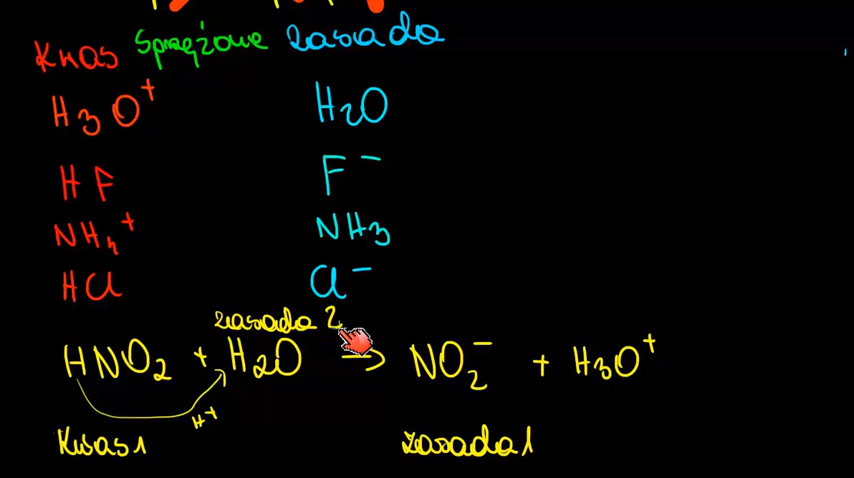 Kwas sprzężone zasada
H3O+ H2O
HF F-
NH4+ NH3
HCl Cl-
zasada 2
HNO2 + H2O → NO2- + H3O+
H+
Kwas 1 zasada 1